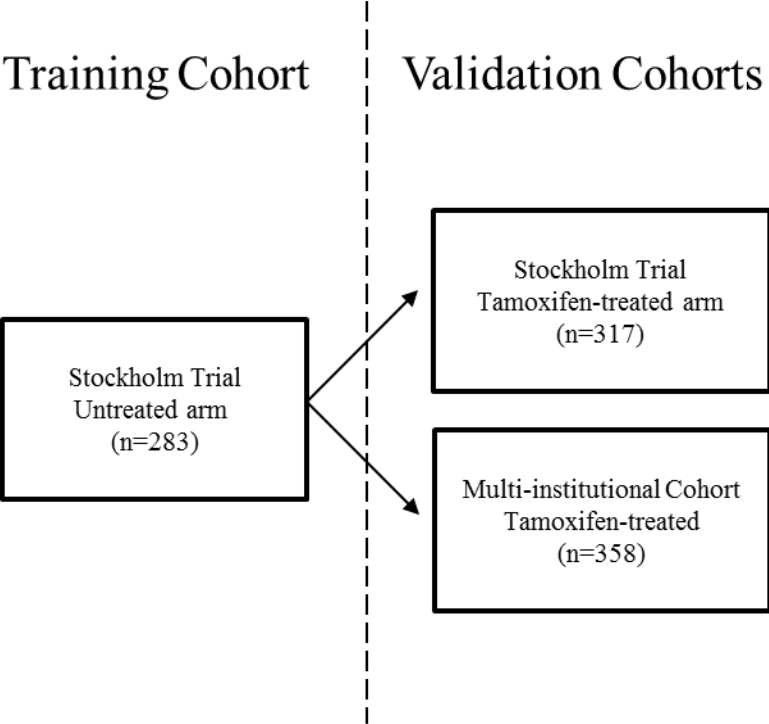 Training Cohort
Validation Cohorts
Stockholm Trial
Untreated arm
(n=283)
Stockholm Trial
Tamoxifen-treated arm
(n=317)
Multi-institutional Cohort
Tamoxifen-treated
(n=358)